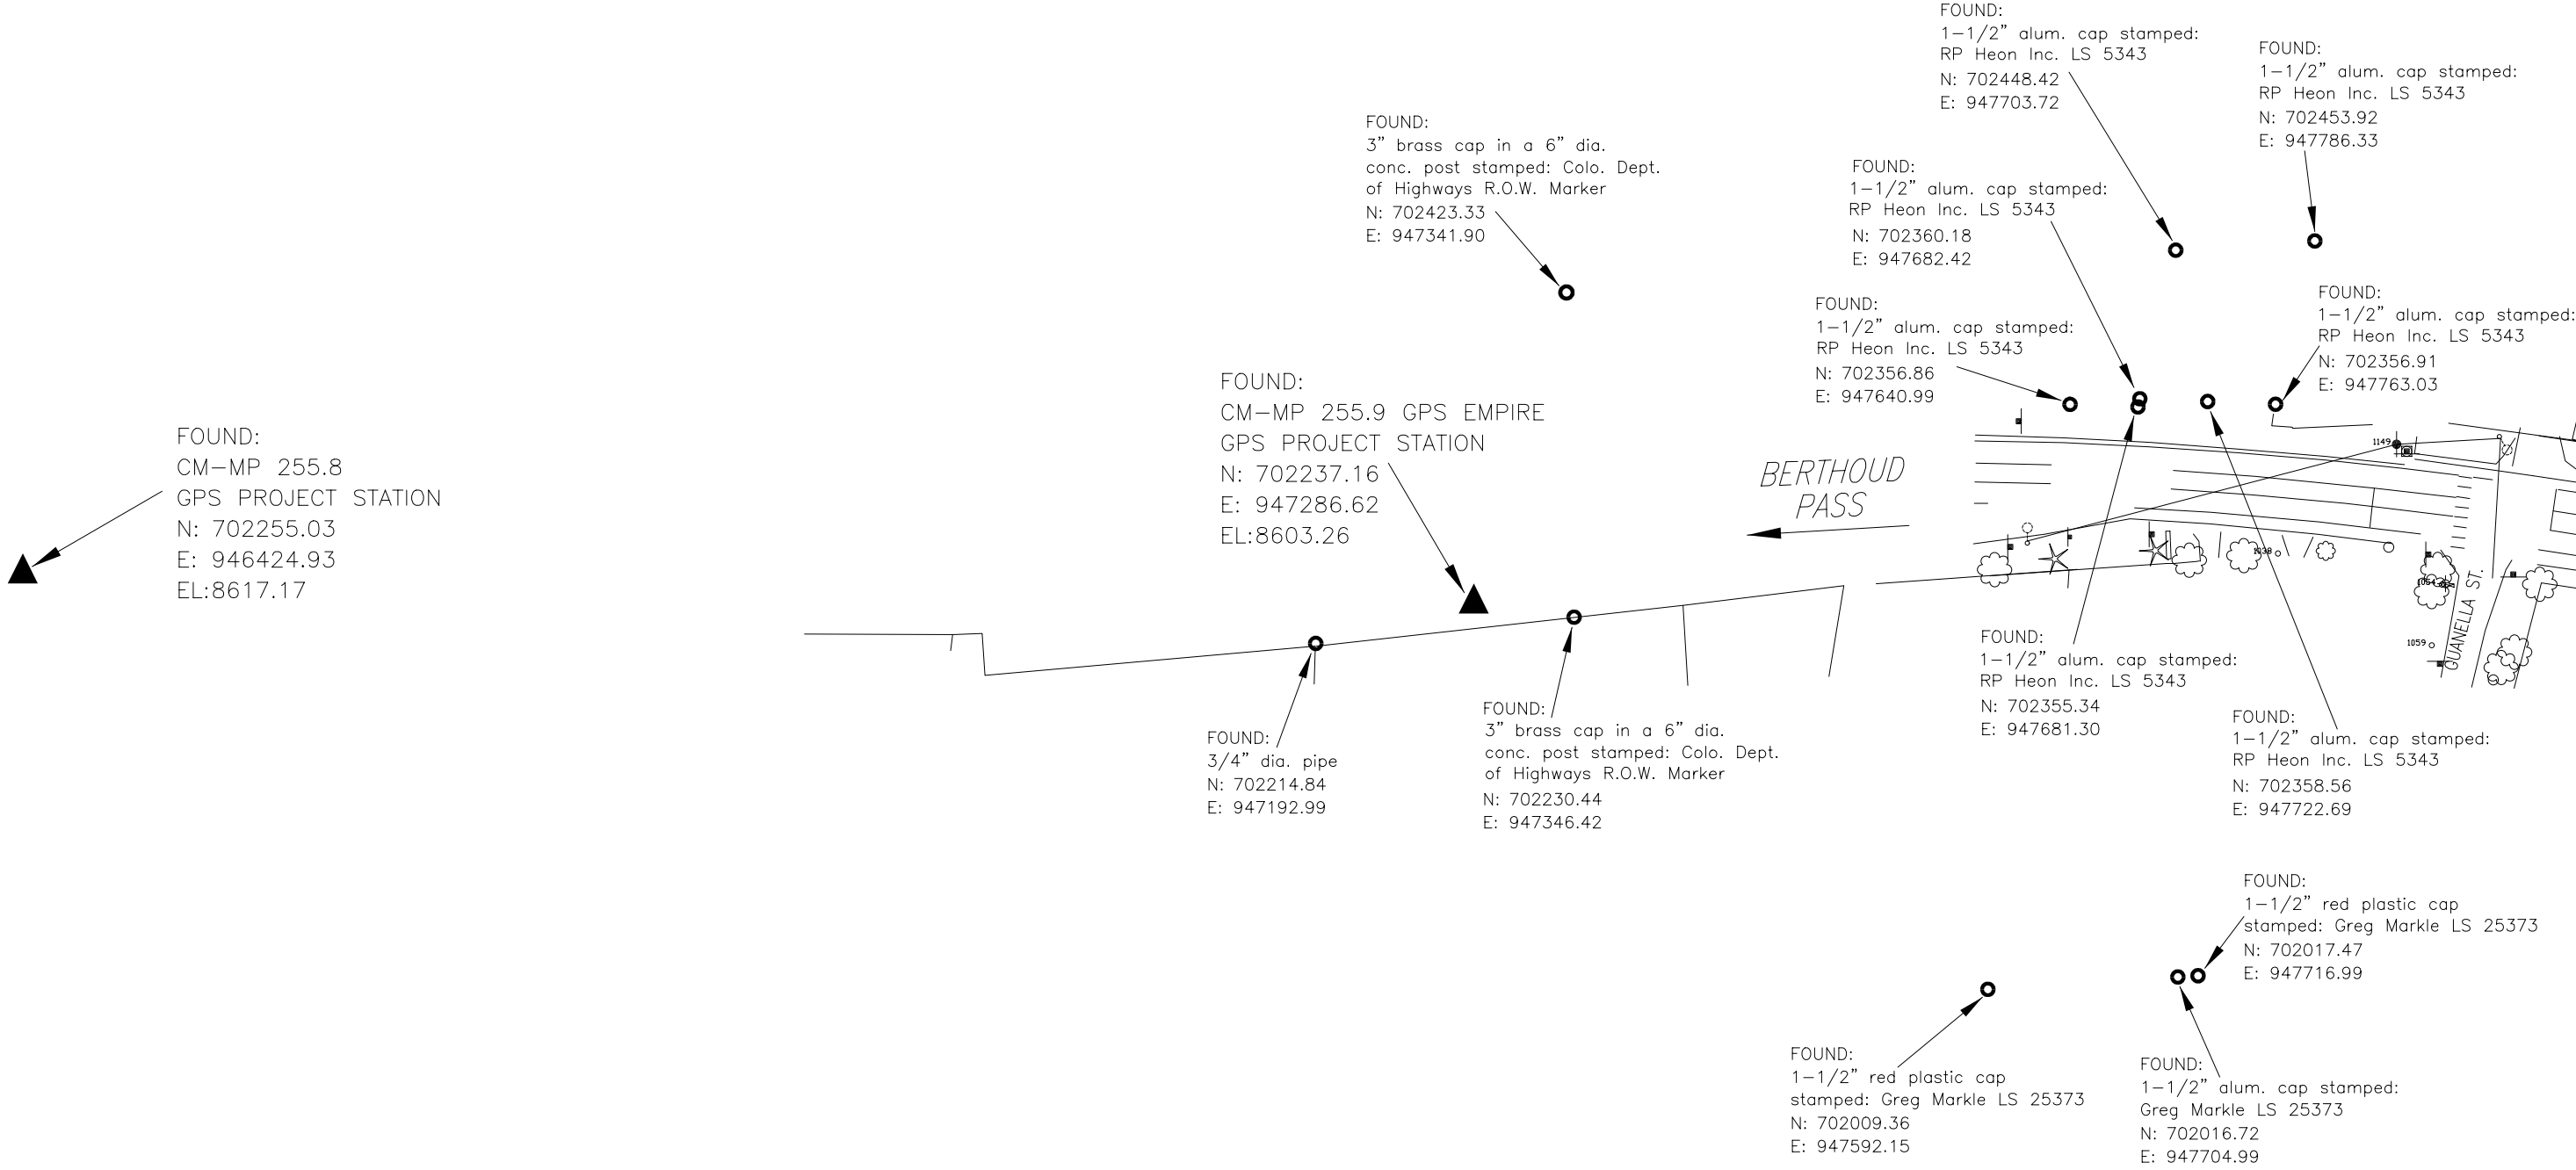 FOUND:
1-1/2" alum. cap stamped:
RP Heon Inc. LS 5343
N: 702448.42
E: 947703.72
FOUND:
1-1/2" alum. cap stamped:
RP Heon Inc. LS 5343
N: 702453.92
E: 947786.33
FOUND:
3" brass cap in a 6" dia.
conc. post stamped: Colo. Dept.
of Highways R.O.W. Marker
N: 702423.33
E: 947341.90
FOUND:
1-1/2" alum. cap stamped:
RP Heon Inc. LS 5343
N: 702360.18
E: 947682.42
FOUND:
1-1/2" alum. cap stamped:
RP Heon Inc. LS 5343
N: 702356.86
E: 947640.99
FOUND:
1-1/2" alum. cap stamped:
RP Heon Inc. LS 5343
N: 702356.91
E: 947763.03
FOUND:
CM-MP 255.8
GPS PROJECT STATION
N: 702255.03
E: 946424.93
EL:8617.17
FOUND:
CM-MP 255.9 GPS EMPIRE
GPS PROJECT STATION
N: 702237.16
E: 947286.62
EL:8603.26
BERTHOUD
PASS
1149
1038
1059
QUANELLA ST.
FOUND:
1-1/2" alum. cap stamped:
RP Heon Inc. LS 5343
N: 702355.34
E: 947681.30
FOUND:
3/4" dia. pipe
N: 702214.84
E: 947192.99
FOUND:
3" brass cap in a 6" dia.
conc. post stamped: Colo. Dept.
of Highways R.O.W. Marker
N: 702230.44
E: 947346.42
FOUND:
1-1/2" alum. cap stamped:
RP Heon Inc. LS 5343
N: 702358.56
E: 947722.69
FOUND:
1-1/2" red plastic cap
stamped: Greg Markle LS 25373
N: 702017.47
E: 947716.99
FOUND:
1-1/2" red plastic cap
stamped: Greg Markle LS 25373
N: 702009.36
E: 947592.15
FOUND:
1-1/2" alum. cap stamped:
Greg Markle LS 25373
N: 702016.72
E: 947704.99